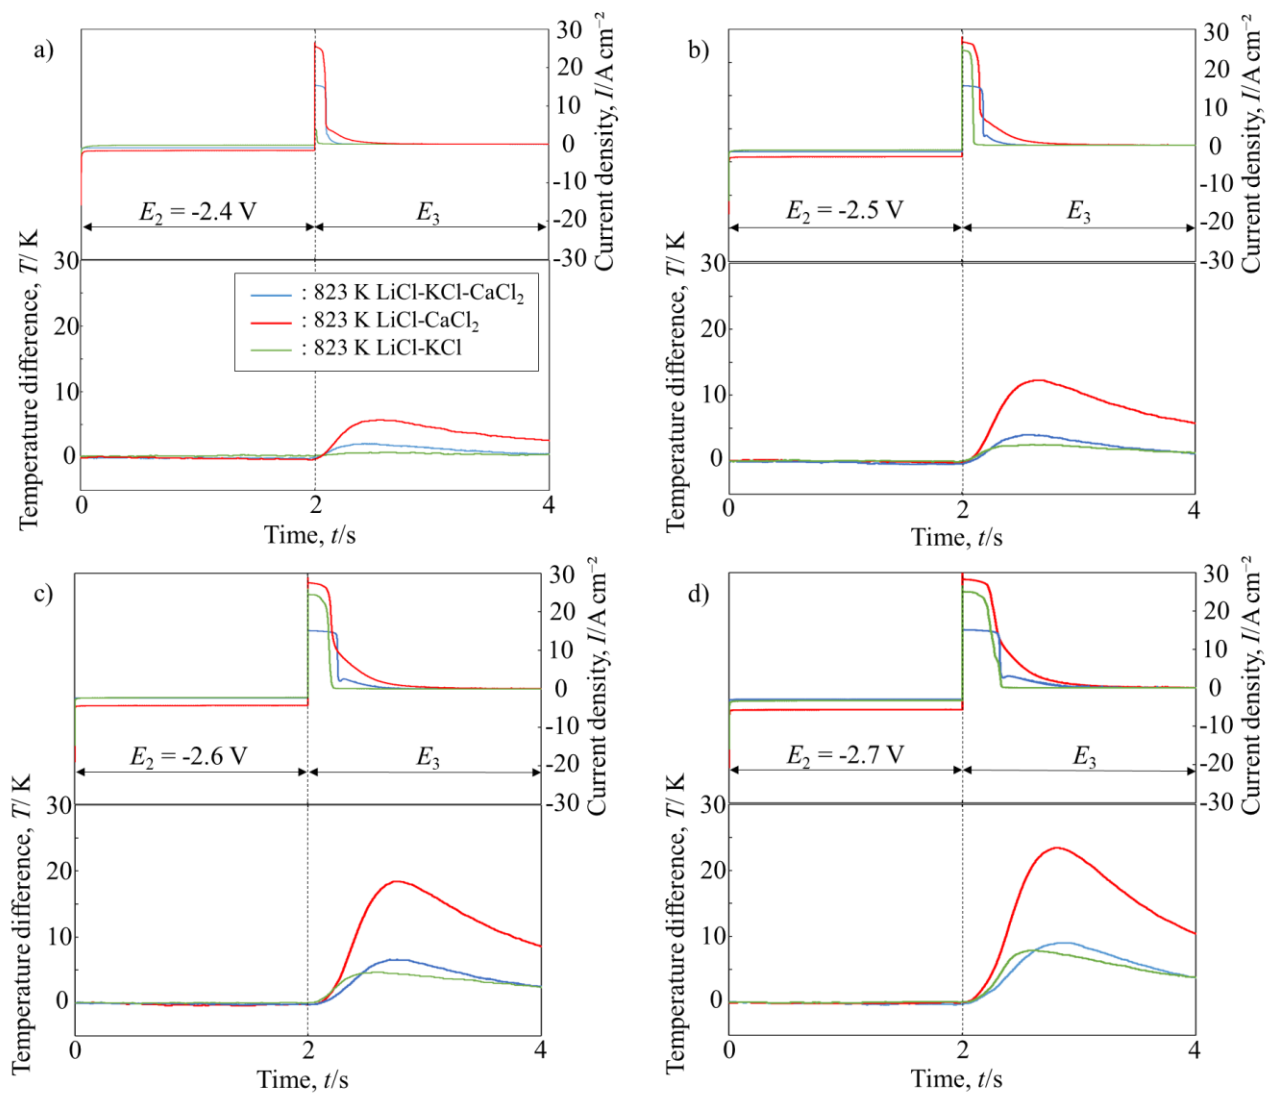 a)
30
20
10
0
-10
-20
-30
Current density, I/A cm⁻²
E₂ = -2.4 V
E₃
Temperature difference, T/ K
30
20
10
0
: 823 K LiCl-KCl-CaCl₂
: 823 K LiCl-CaCl₂
: 823 K LiCl-KCl
0 2 4
Time, t/s
b)
30
20
10
0
-10
-20
-30
Current density, I/A cm⁻²
E₂ = -2.5 V
E₃
Temperature difference, T/ K
30
20
10
0
0 2 4
Time, t/s
c)
30
20
10
0
-10
-20
-30
Current density, I/A cm⁻²
E₂ = -2.6 V
E₃
Temperature difference, T/ K
30
20
10
0
0 2 4
Time, t/s
d)
30
20
10
0
-10
-20
-30
Current density, I/A cm⁻²
E₂ = -2.7 V
E₃
Temperature difference, T/ K
30
20
10
0
0 2 4
Time, t/s